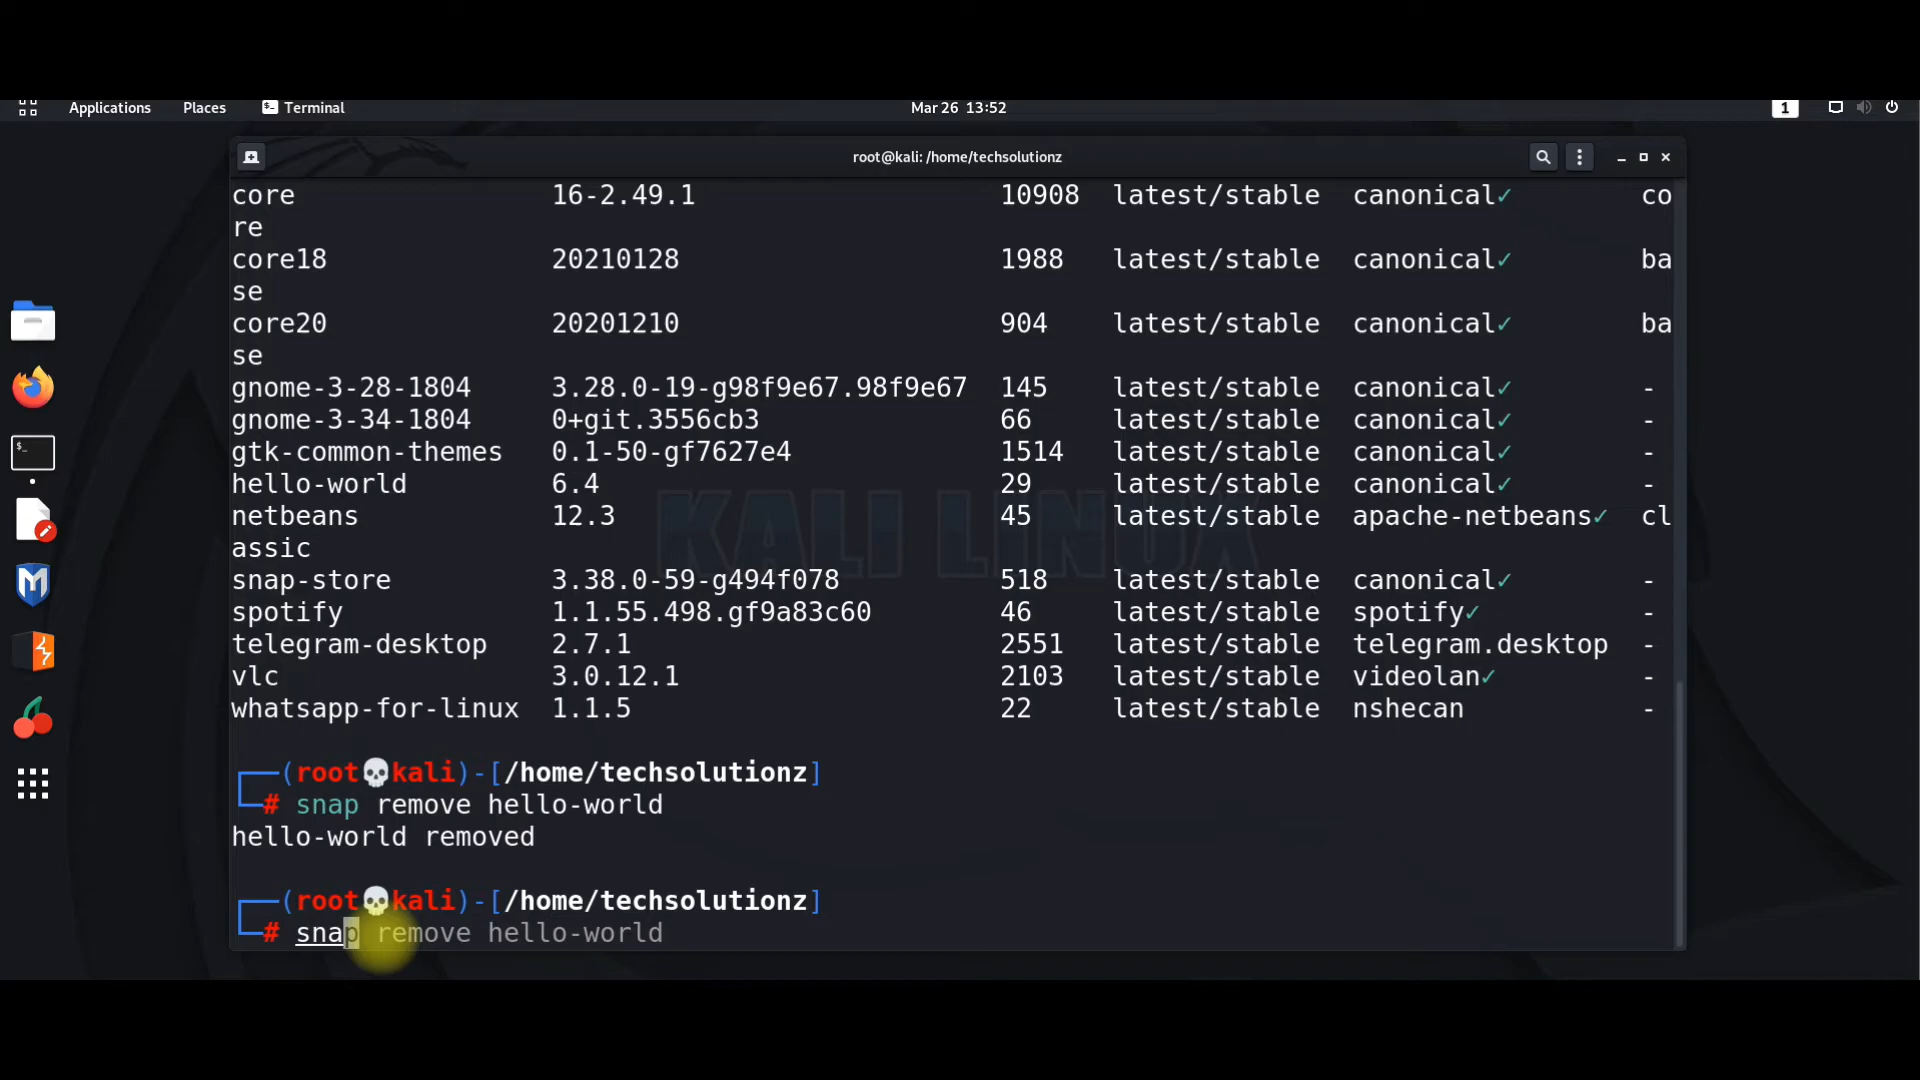 Applications Places Terminal Mar 26 13:52 1
root@kali: /home/techsolutionz
core 16-2.49.1 10908 latest/stable canonical✓ co
re
core18 20210128 1988 latest/stable canonical✓ ba
se
core20 20201210 904 latest/stable canonical✓ ba
se
gnome-3-28-1804 3.28.0-19-g98f9e67.98f9e67 145 latest/stable canonical✓ -
gnome-3-34-1804 0+git.3556cb3 66 latest/stable canonical✓ -
gtk-common-themes 0.1-50-gf7627e4 1514 latest/stable canonical✓ -
hello-world 6.4 29 latest/stable canonical✓ -
netbeans 12.3 45 latest/stable apache-netbeans✓ cl
assic
KALI LINUX
snap-store 3.38.0-59-g494f078 518 latest/stable canonical✓ -
spotify 1.1.55.498.gf9a83c60 46 latest/stable spotify✓ -
telegram-desktop 2.7.1 2551 latest/stable telegram.desktop -
vlc 3.0.12.1 2103 latest/stable videolan✓ -
whatsapp-for-linux 1.1.5 22 latest/stable nshecan -
┌──(root💀kali)-[/home/techsolutionz]
└─# snap remove hello-world
hello-world removed
┌──(root💀kali)-[/home/techsolutionz]
└─# snap remove hello-world